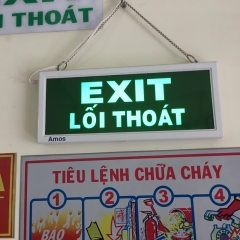 LỐI THOÁT
EXIT
LỐI THOÁT
Amos
TIÊU LỆNH CHỮA CHÁY
1 2 3 4
BÁO